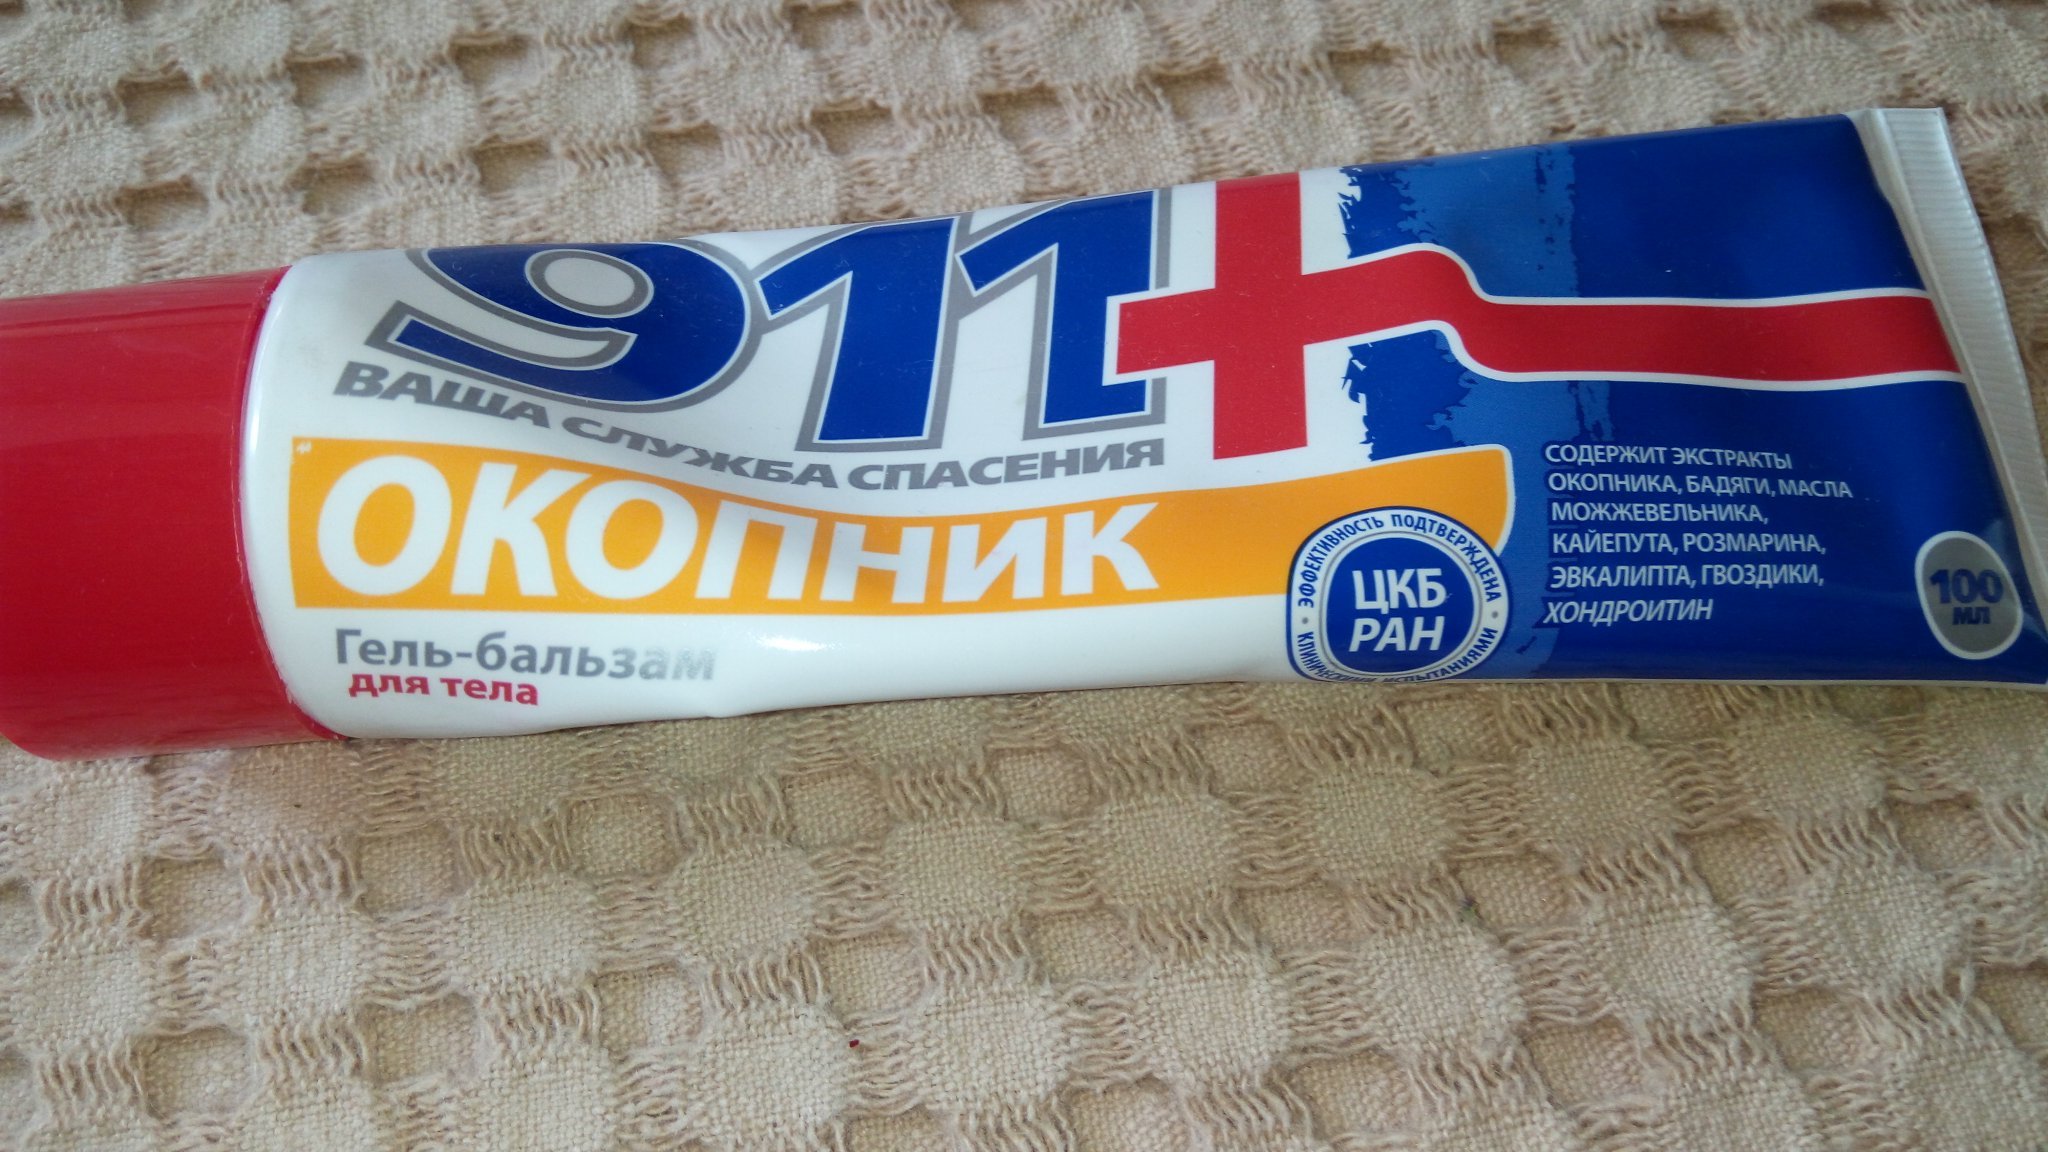 911+
ВАША СЛУЖБА СПАСЕНИЯ
ОКОПНИК
Гель-бальзам
для тела
ЭФФЕКТИВНОСТЬ ПОДТВЕРЖДЕНА • КЛИНИЧЕСКИМИ ИСПЫТАНИЯМИ •
ЦКБ
РАН
СОДЕРЖИТ ЭКСТРАКТЫ
ОКОПНИКА, БАДЯГИ, МАСЛА
МОЖЖЕВЕЛЬНИКА,
КАЙЕПУТА, РОЗМАРИНА,
ЭВКАЛИПТА, ГВОЗДИКИ,
ХОНДРОИТИН
100
МЛ